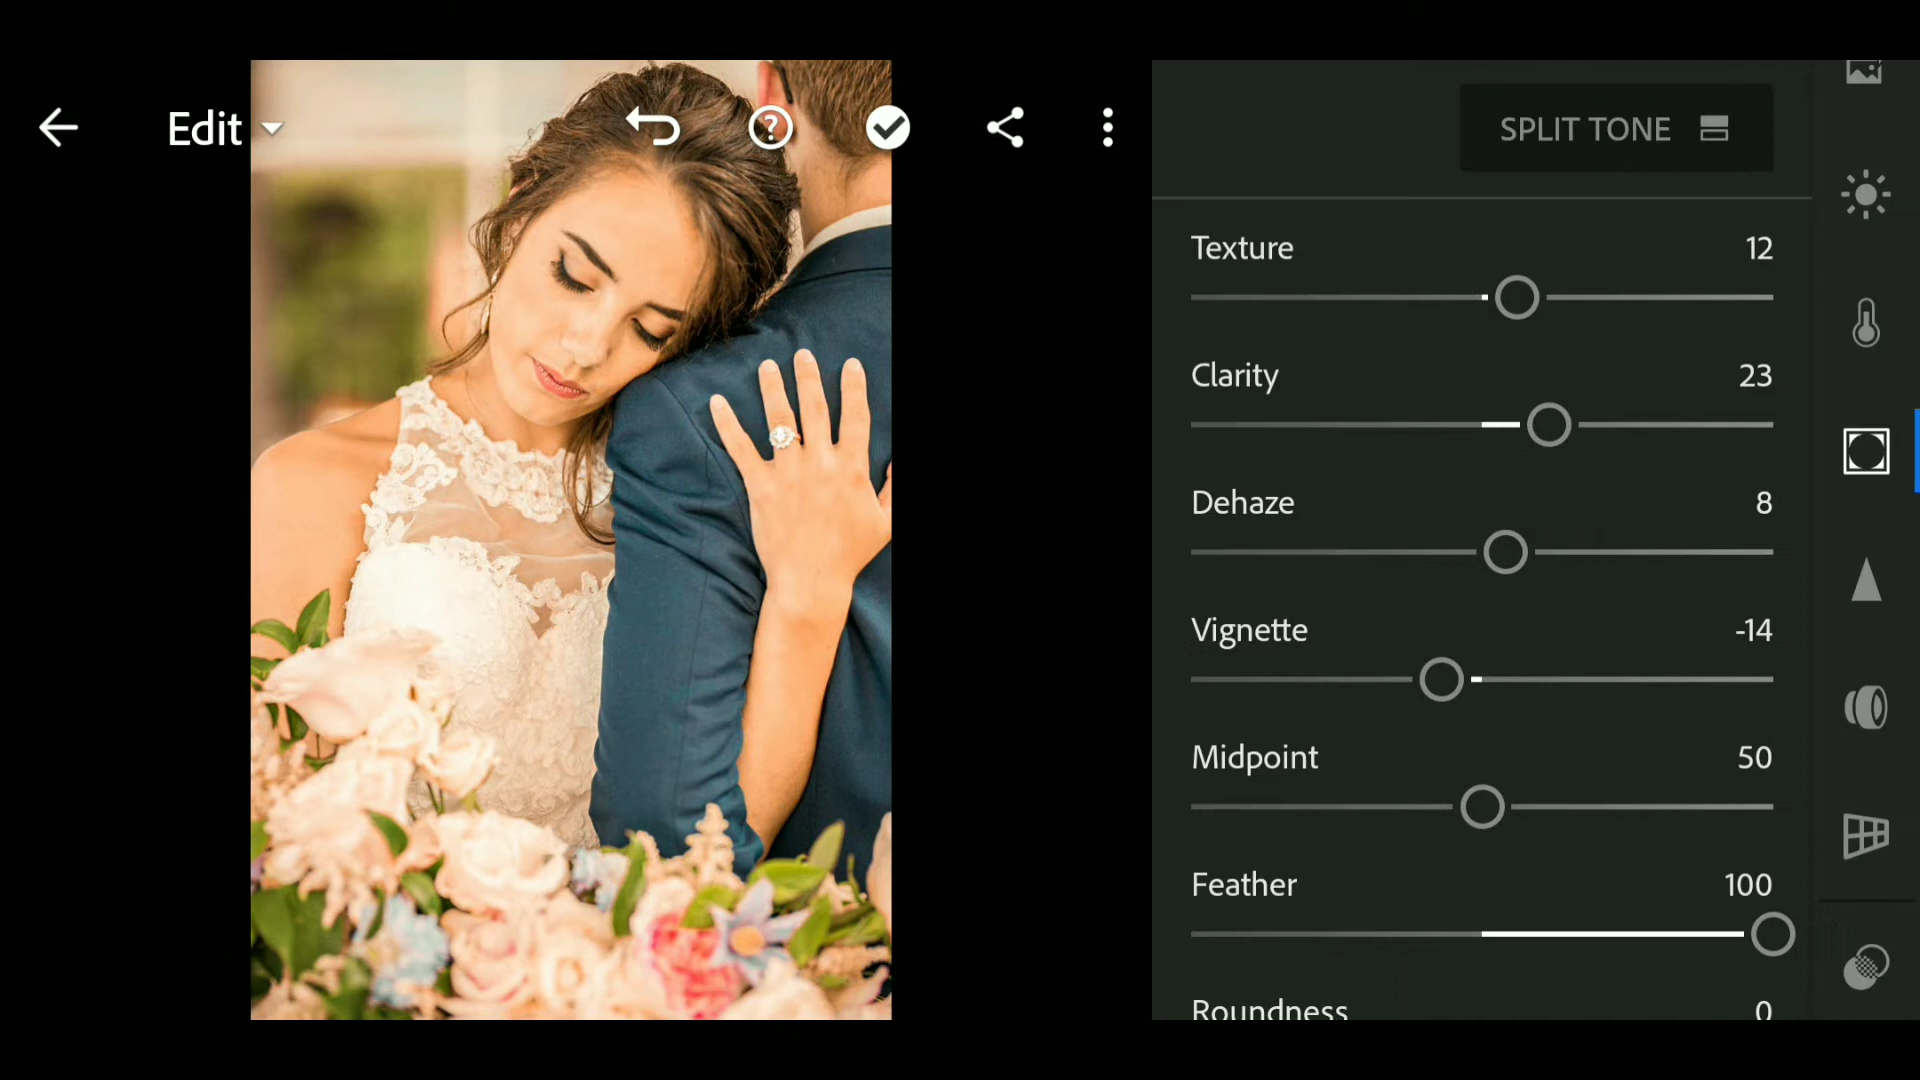 Edit
SPLIT TONE
Texture 12
Clarity 23
Dehaze 8
Vignette -14
Midpoint 50
Feather 100
Roundness 0